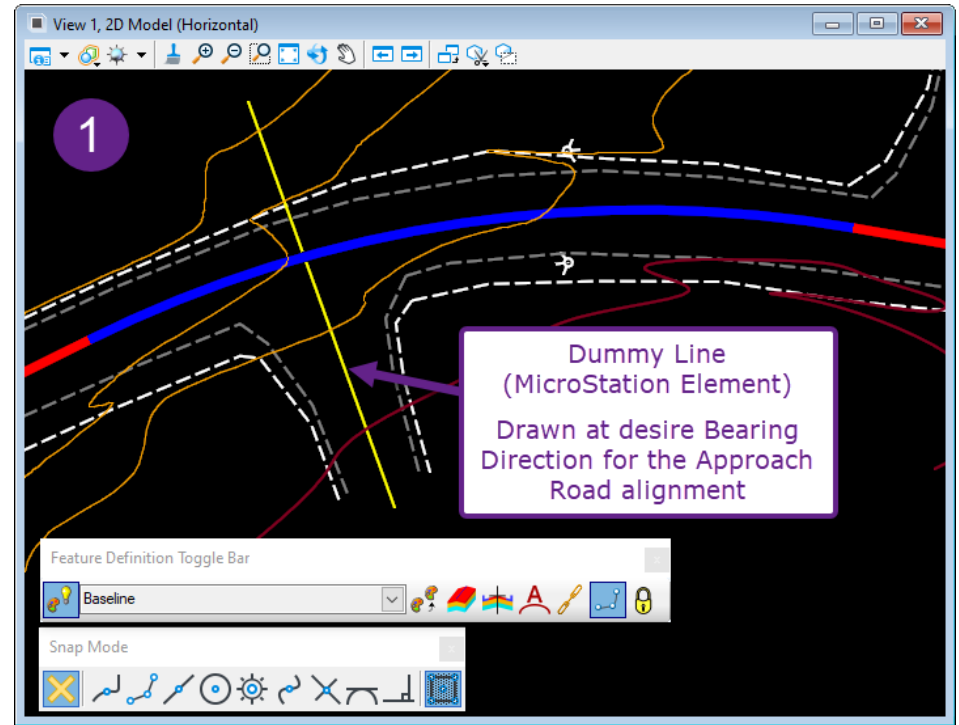 View 1, 2D Model (Horizontal)
1
Dummy Line
(MicroStation Element)
Drawn at desire Bearing
Direction for the Approach
Road alignment
Feature Definition Toggle Bar
Baseline
Snap Mode